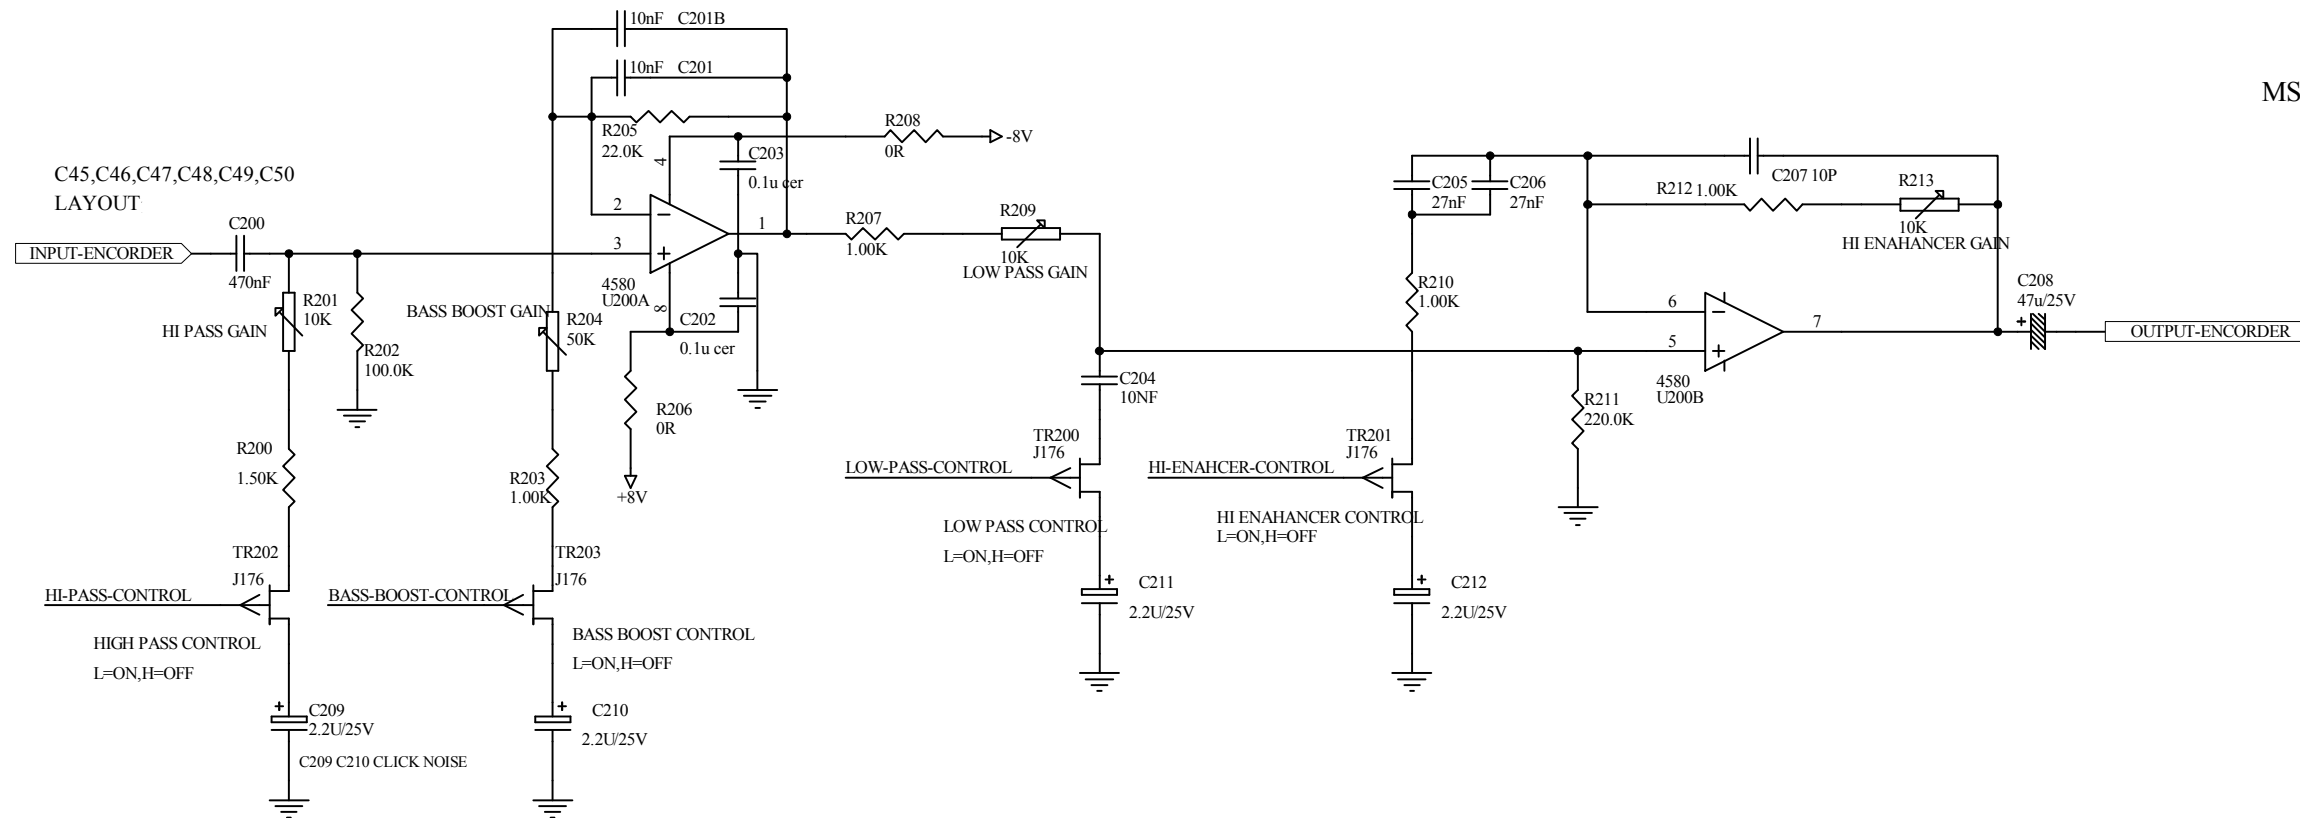 10nF C201B
10nF C201
MS
R205
22.0K
R208
0R
-8V
C203
0.1u cer
4
C207 10P
R212 1.00K
R213
10K
HI ENAHANCER GAIN
C205
27nF
C206
27nF
C45,C46,C47,C48,C49,C50
LAYOUT
C200
470nF
INPUT-ENCORDER
2
3
1
4580
U200A
8
R207
1.00K
R209
10K
LOW PASS GAIN
R201
10K
HI PASS GAIN
R202
100.0K
BASS BOOST GAIN
R204
50K
C202
0.1u cer
R210
1.00K
6
5
7
4580
U200B
C208
47u/25V
+
OUTPUT-ENCORDER
R206
0R
+8V
C204
10NF
R211
220.0K
R200
1.50K
R203
1.00K
TR200
J176
LOW-PASS-CONTROL
TR201
J176
HI-ENAHCER-CONTROL
LOW PASS CONTROL
L=ON,H=OFF
HI ENAHANCER CONTROL
L=ON,H=OFF
TR202
J176
HI-PASS-CONTROL
TR203
J176
BASS-BOOST-CONTROL
+
C211
2.2U/25V
+
C212
2.2U/25V
HIGH PASS CONTROL
L=ON,H=OFF
BASS BOOST CONTROL
L=ON,H=OFF
+
C209
2.2U/25V
+
C210
2.2U/25V
C209 C210 CLICK NOISE